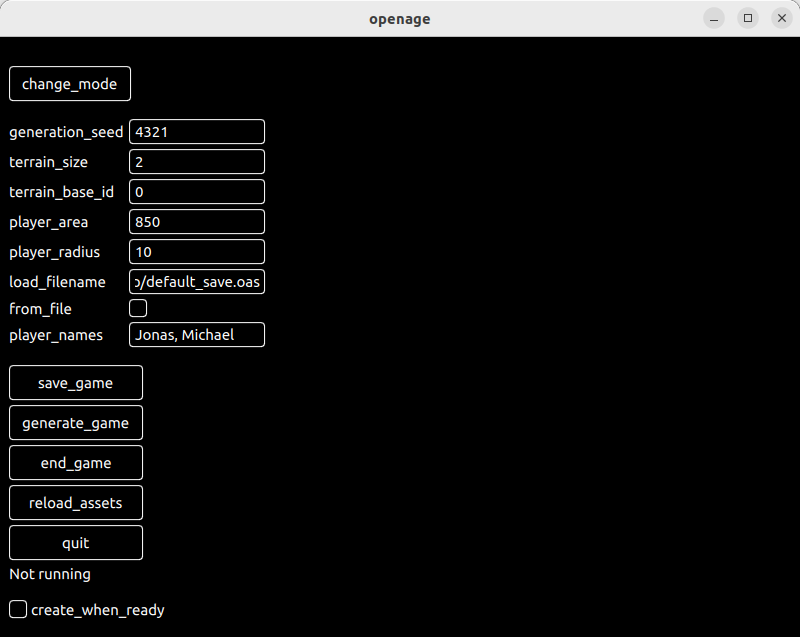 openage
change_mode
generation_seed 4321
terrain_size 2
terrain_base_id 0
player_area 850
player_radius 10
load_filename /default_save.oas
from_file
player_names Jonas, Michael
save_game
generate_game
end_game
reload_assets
quit
Not running
create_when_ready